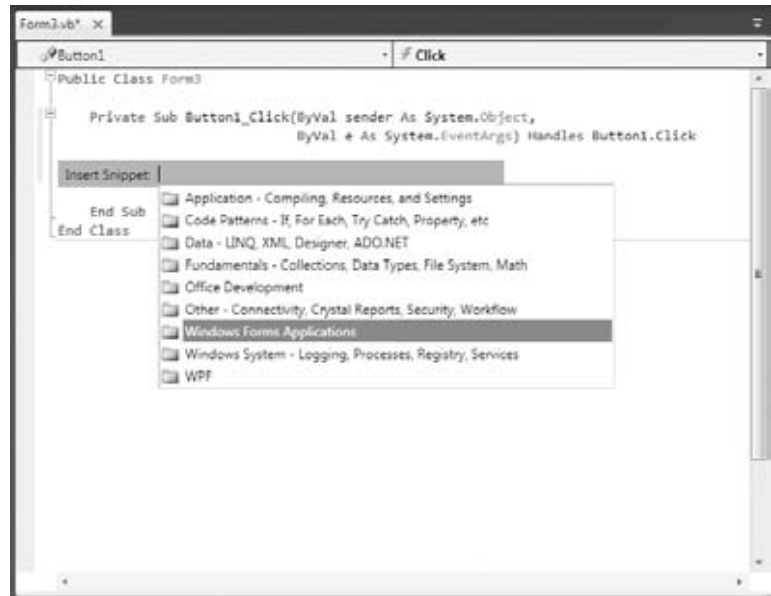 Form3.vb* ×
Button1 Click
Public Class Form3
Private Sub Button1_Click(ByVal sender As System.Object,
ByVal e As System.EventArgs) Handles Button1.Click
Insert Snippet:
Application - Compiling, Resources, and Settings
Code Patterns - If, For Each, Try Catch, Property, etc
Data - LINQ, XML, Designer, ADO.NET
Fundamentals - Collections, Data Types, File System, Math
Office Development
Other - Connectivity, Crystal Reports, Security, Workflow
Windows Forms Applications
Windows System - Logging, Processes, Registry, Services
WPF
End Sub
End Class